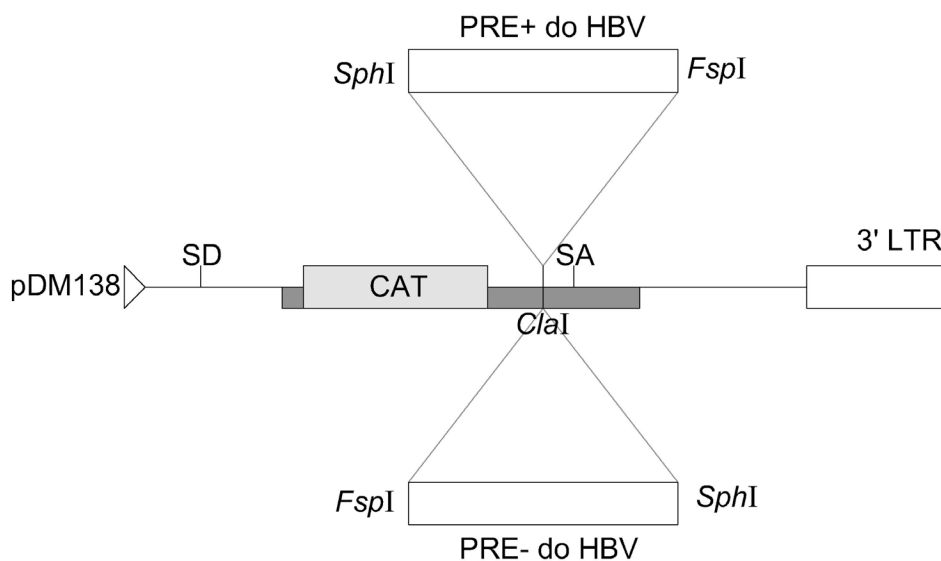 PRE+ do HBV
SphI
FspI
SD
SA
3' LTR
pDM138
CAT
ClaI
FspI
SphI
PRE- do HBV